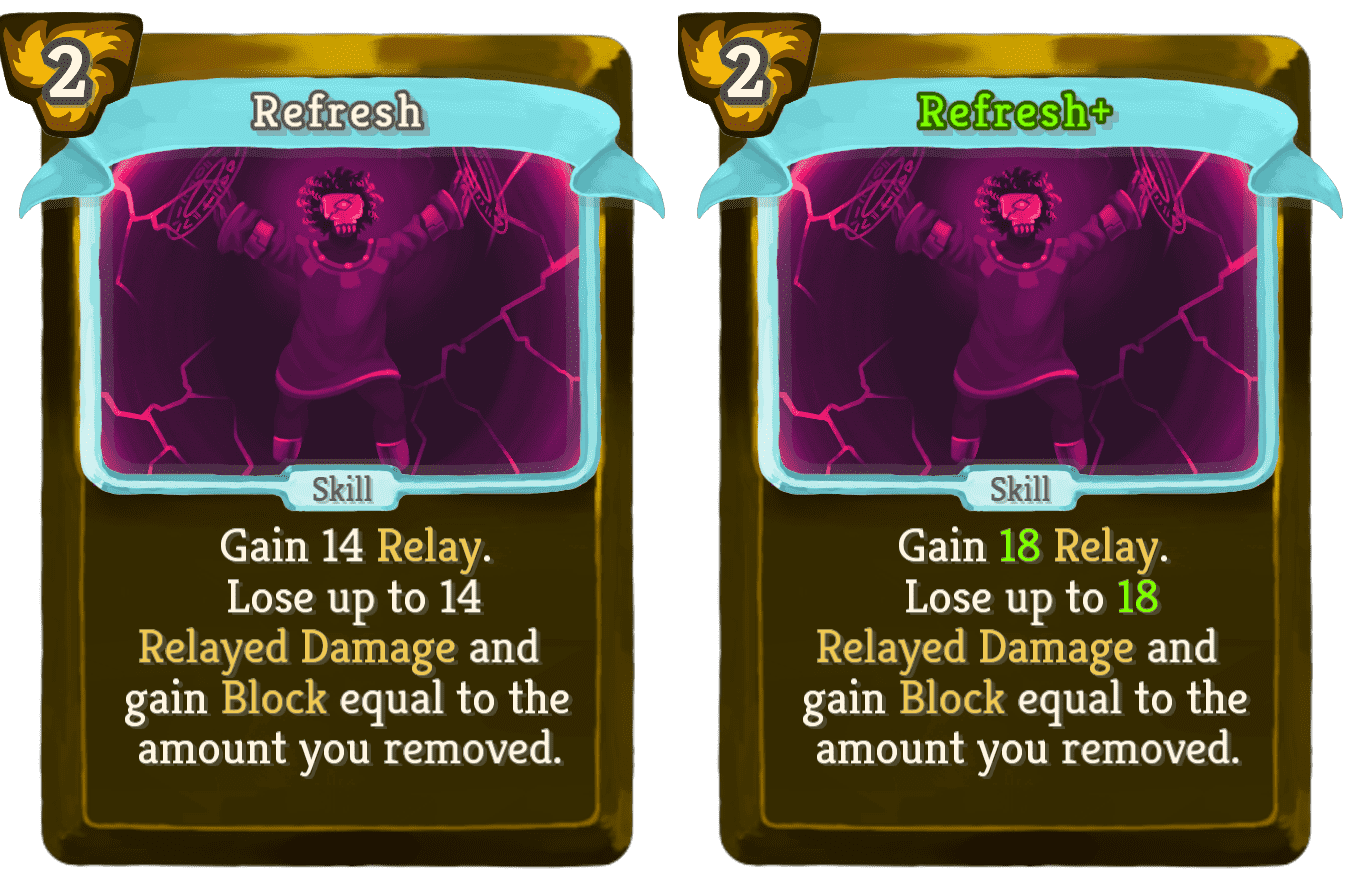 2
Refresh
Skill
Gain 14 Relay.
Lose up to 14
Relayed Damage and
gain Block equal to the
amount you removed.
2
Refresh+
Skill
Gain 18 Relay.
Lose up to 18
Relayed Damage and
gain Block equal to the
amount you removed.